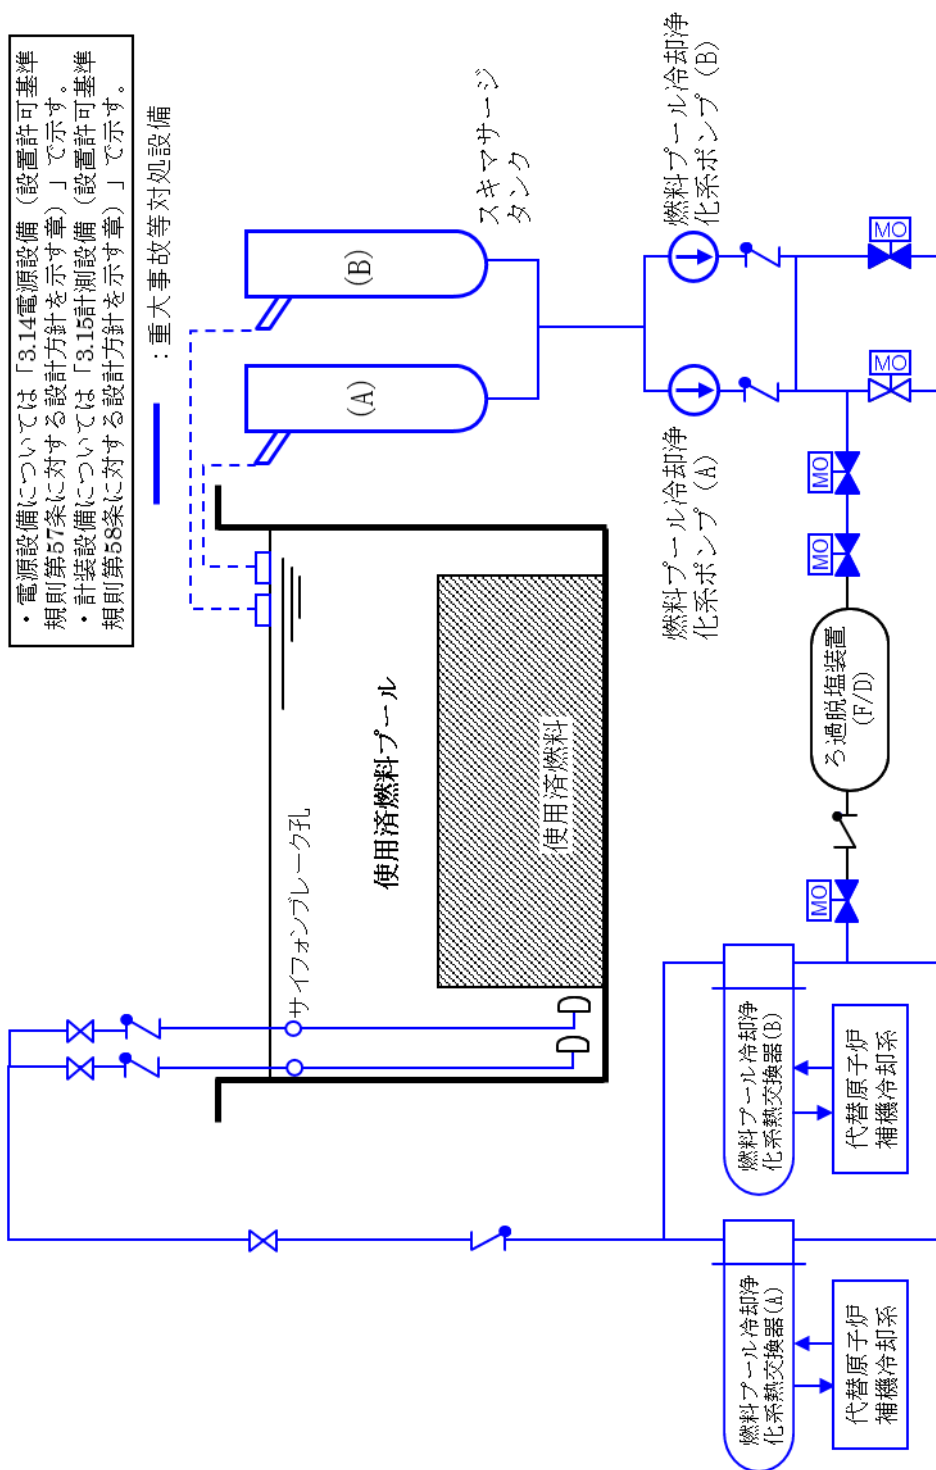 ・電源設備については「3.14電源設備（設置許可基準
規則第57条に対する設計方針を示す章）」で示す。
・計装設備については「3.15計測設備（設置許可基準
規則第58条に対する設計方針を示す章）」で示す。
：重大事故等対処設備
スキマサージ
タンク
(B)
(A)
燃料プール冷却浄
化系ポンプ (B)
燃料プール冷却浄
化系ポンプ (A)
MO
MO
MO
MO
使用済燃料プール
使用済燃料
サイフォンブレーク孔
ろ過脱塩装置
(F/D)
MO
燃料プール冷却浄
化系熱交換器(B)
代替原子炉
補機冷却系
燃料プール冷却浄
化系熱交換器(A)
代替原子炉
補機冷却系